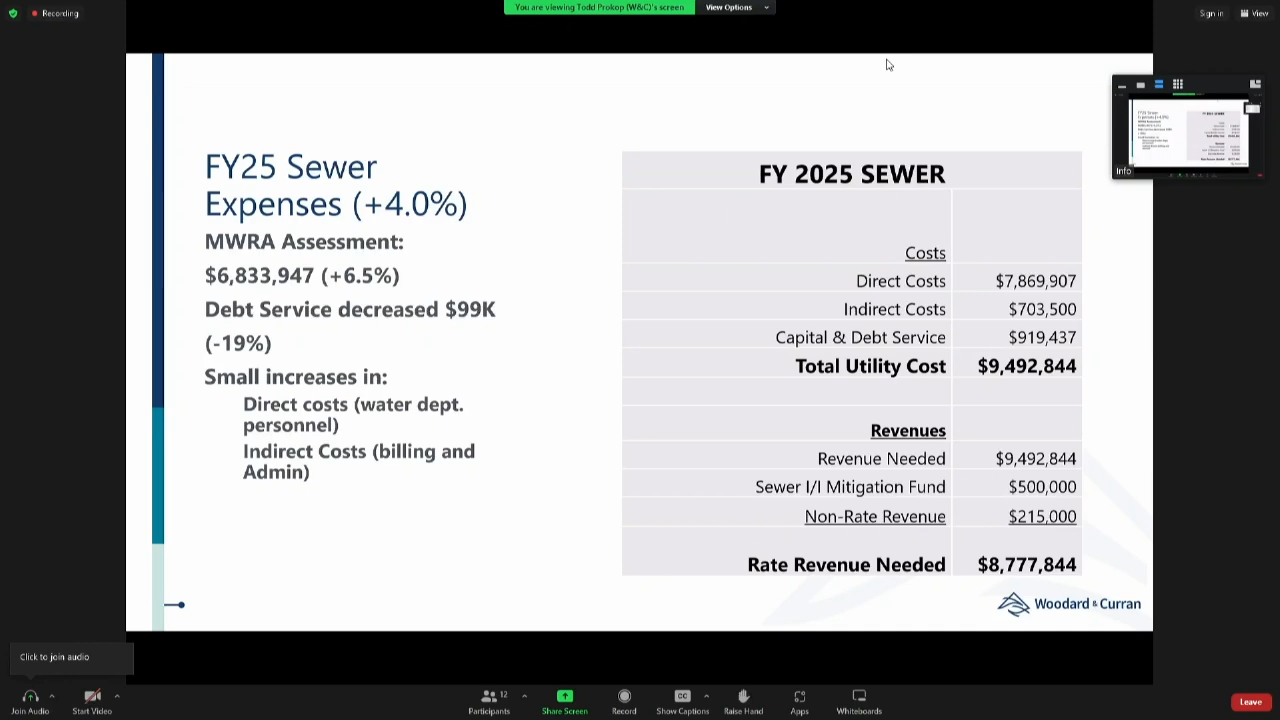 Recording
You are viewing Todd Prokop (W&C)'s screen
View Options
Sign in
View
FY25 Sewer
Expenses (+4.0%)
MWRA Assessment:
$6,833,947 (+6.5%)
Debt Service decreased $99K
(-19%)
Small increases in:
Direct costs (water dept.
personnel)
Indirect Costs (billing and
Admin)
FY 2025 SEWER
Costs
Direct Costs $7,869,907
Indirect Costs $703,500
Capital & Debt Service $919,437
Total Utility Cost $9,492,844
Revenues
Revenue Needed $9,492,844
Sewer I/I Mitigation Fund $500,000
Non-Rate Revenue $215,000
Rate Revenue Needed $8,777,844
Woodard & Curran
Info
Click to join audio
Join Audio
Start Video
Participants 12
Share Screen
Record
CC
Show Captions
Raise Hand
Apps
Whiteboards
Leave